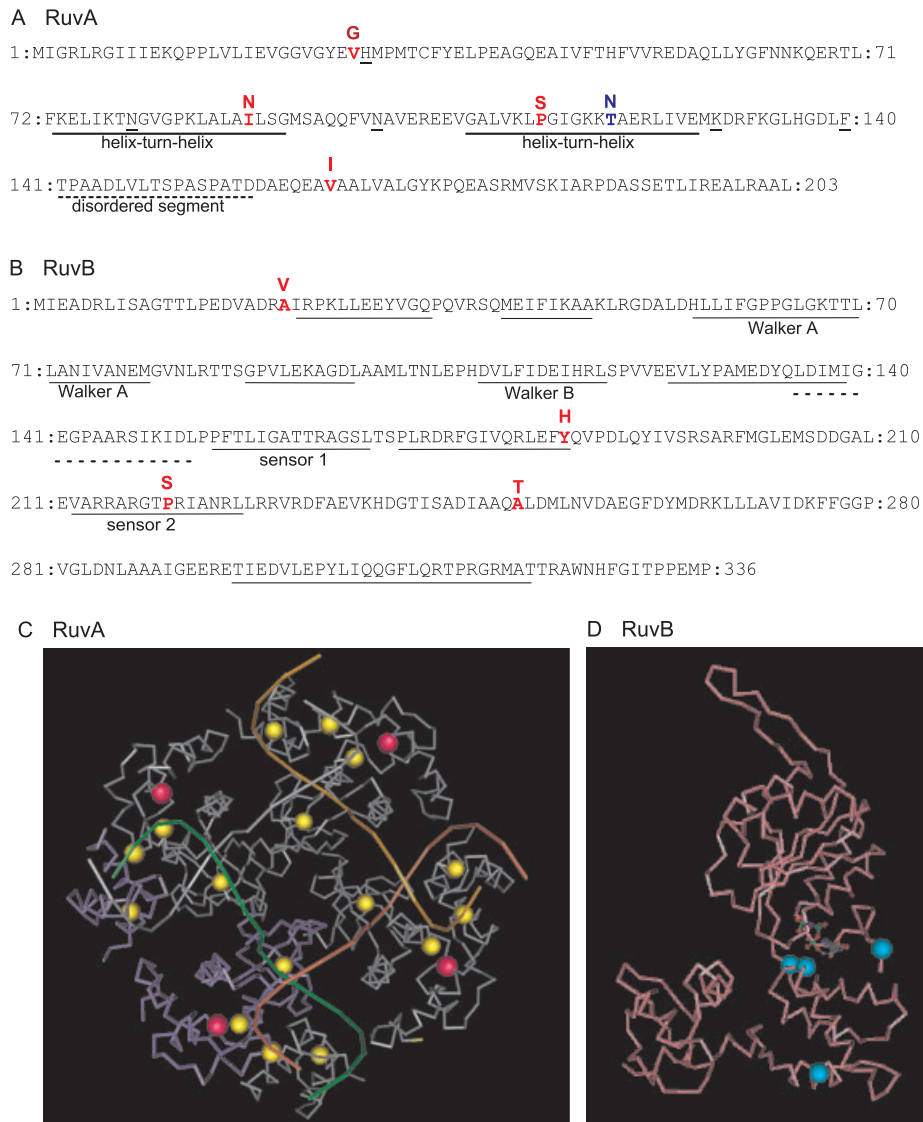 A RuvA
G
1:MIGRLRGIIIEKQPPLVLIEVGGVGYEVHMPMTCFYELPEAGQEAIVFTHFVVREDAQLLYGFNNKQERTL:71
N S N
72:FKELIKTNGVGPKLALAILSGMSAQQFVNAVEREEVGALVKLPGIGKKTAERLIVEMKDRFKGLHGDLF:140
helix-turn-helix helix-turn-helix
I
141:TPAADLVLTSPASPATDDAEQEAVAALVALGYKPQEASRMVSKIARPDASSETLIREALRAAL:203
disordered segment
B RuvB
V
1:MIEADRLISAGTTLPEDVADRAIRPKLLEEYVGQPQVRSQMEIFIKAAKLRGDALDHLLIFGPPGLGKTTL:70
Walker A
71:LANIVANEMGVNLRTTSGPVLEKAGDLAAMLTNLEPHDVLFIDEIHRLSPVVEEVLYPAMEDYQLDIMIG:140
Walker A Walker B
H
141:EGPAARSIKIDLPPFTLIGATTRAGSLTSPLRDRFGIVQRLEFYQVPDLQYIVSRSARFMGLEMSDDGAL:210
sensor 1
S T
211:EVARRARGTPRIANRLLRRVRDFAEVKHDGTISADIAAQALDMLNVDAEGFDYMDRKLLLAVIDKFFGGP:280
sensor 2
281:VGLDNLAAAIGEERETIEDVLEPYLIQQGFLQRTPRGRMATTRAWNHFGITPPEMP:336
C RuvA D RuvB